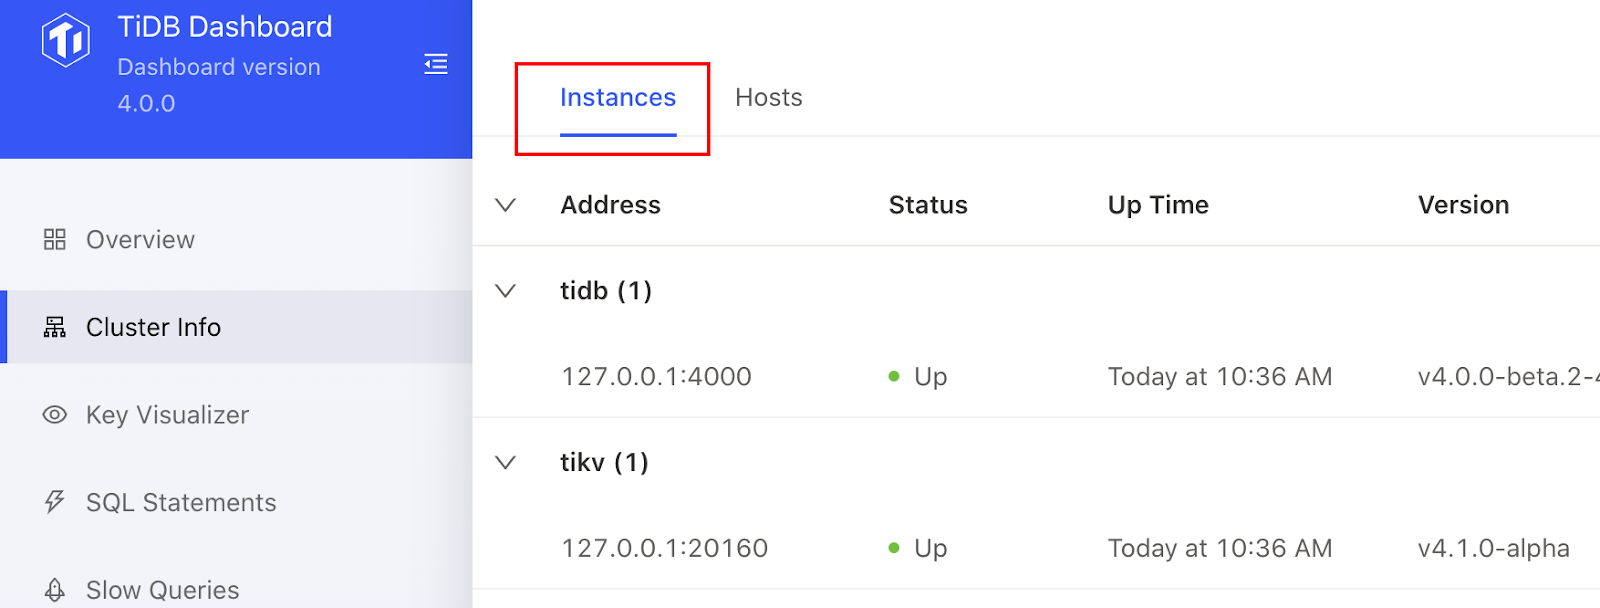 TiDB Dashboard
Dashboard version
4.0.0
Overview
Cluster Info
Key Visualizer
SQL Statements
Slow Queries
Instances Hosts
Address Status Up Time Version
tidb (1)
127.0.0.1:4000 Up Today at 10:36 AM v4.0.0-beta.2-
tikv (1)
127.0.0.1:20160 Up Today at 10:36 AM v4.1.0-alpha